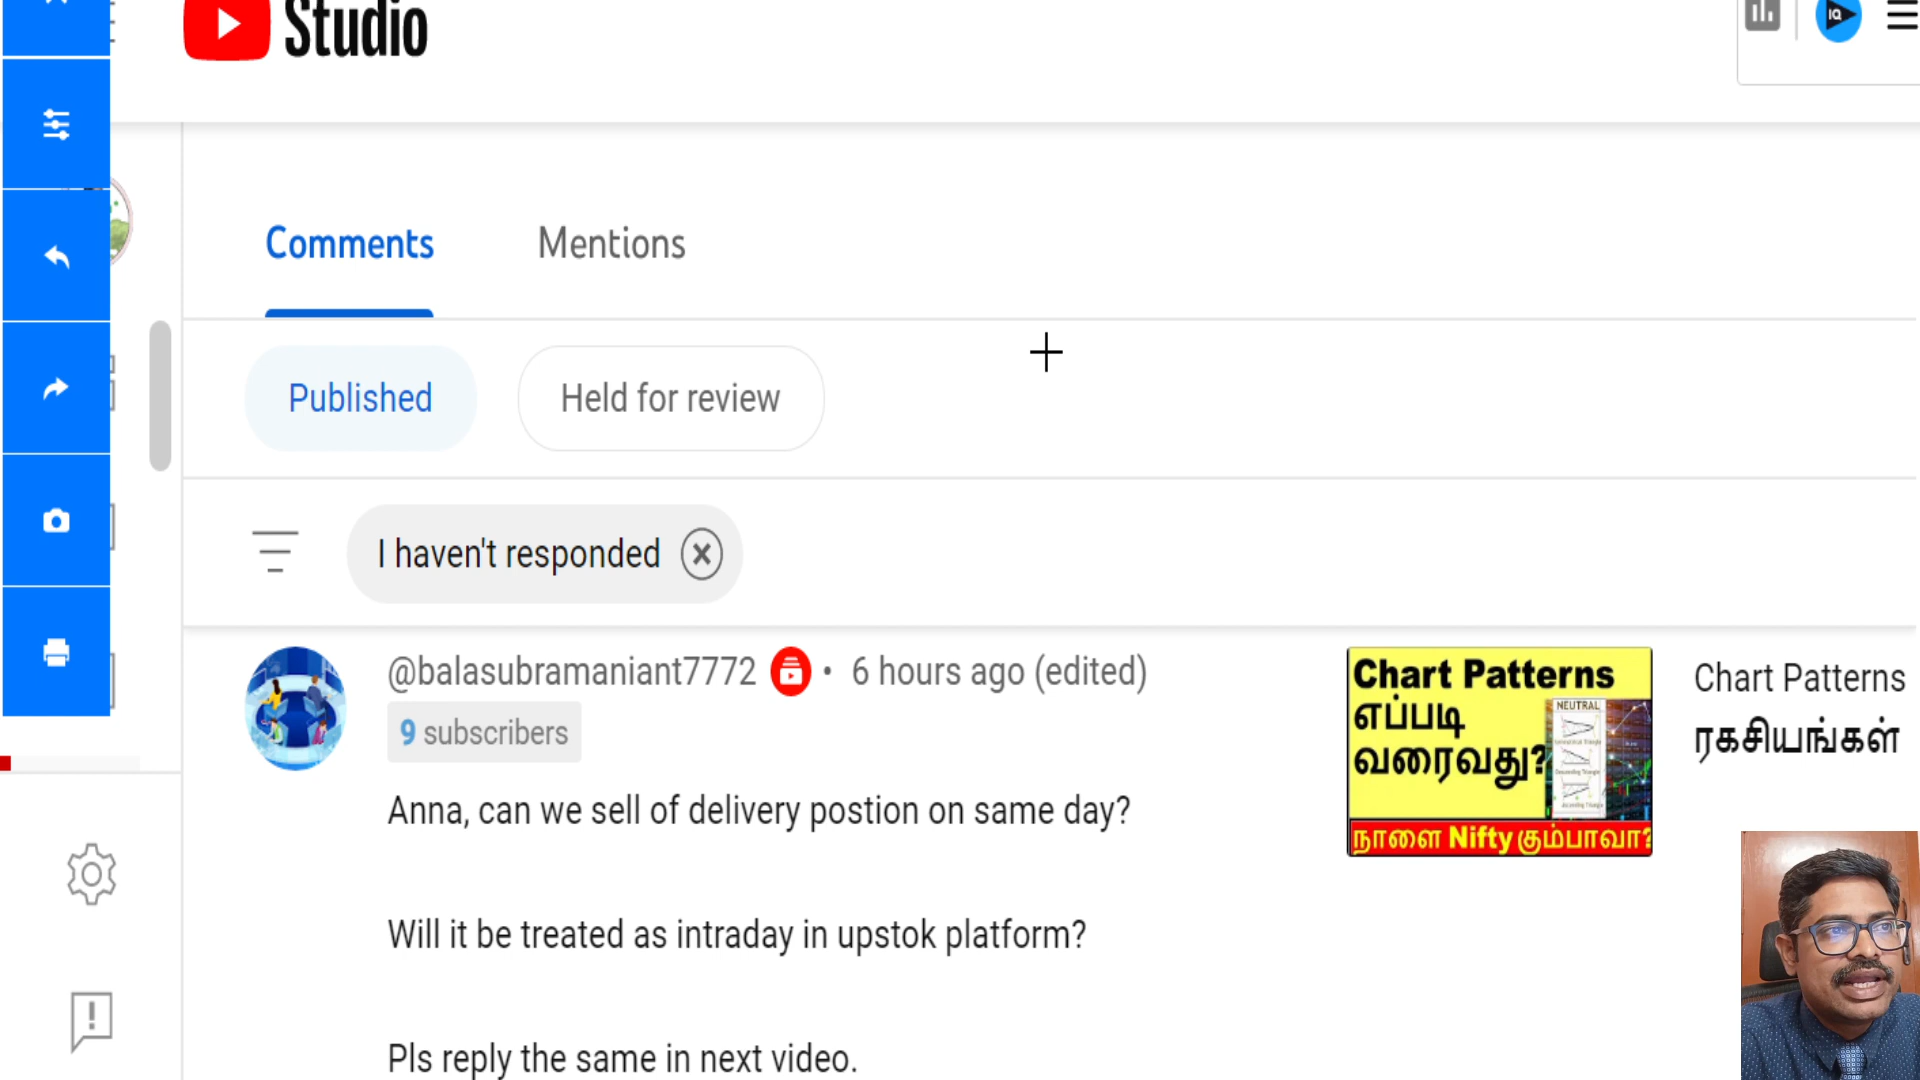 Studio
IQ
Comments
Mentions
Published
Held for review
I haven't responded
@balasubramaniant7772 • 6 hours ago (edited)
9 subscribers
Anna, can we sell of delivery postion on same day?
Will it be treated as intraday in upstok platform?
Pls reply the same in next video.
Chart Patterns
எப்படி
வரைவது?
NEUTRAL
நாளை Nifty கும்பாவா?
Chart Patterns
ரகசியங்கள்